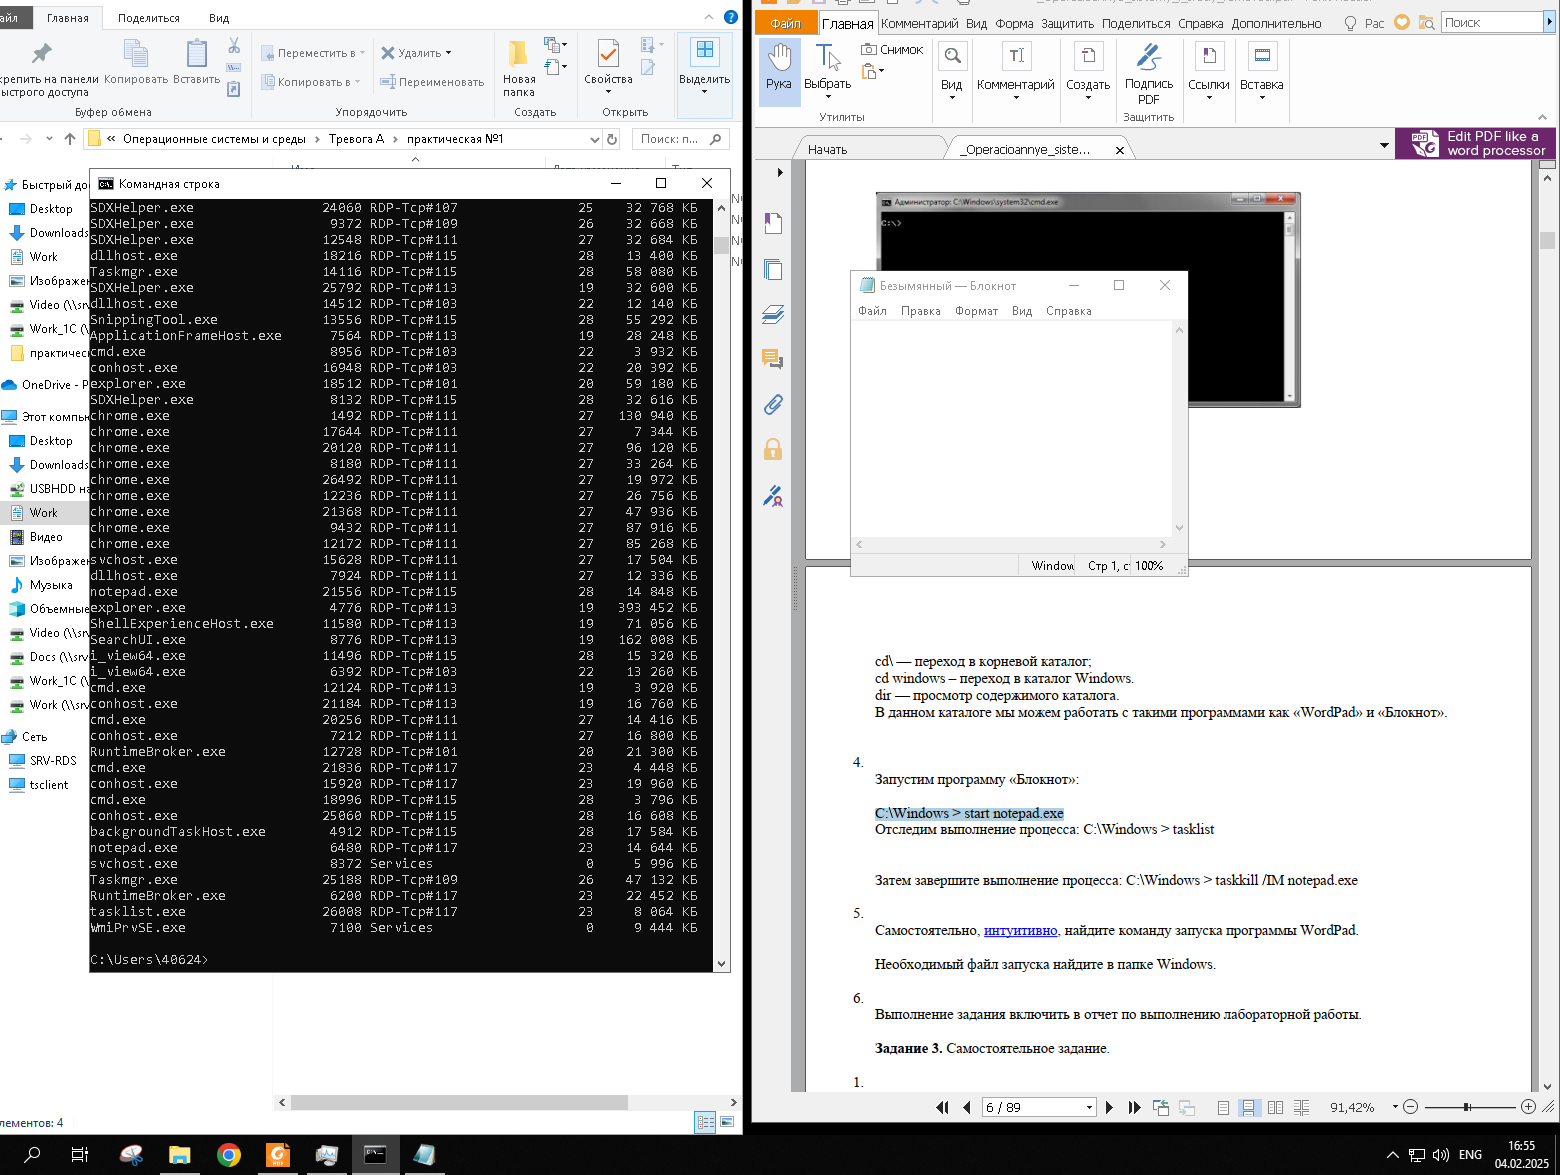 айл Главная Поделиться Вид
крепить на панели
ыстрого доступа
Копировать
Вставить
Буфер обмена
Переместить в
Копировать в
Удалить
Переименовать
Упорядочить
Новая
папка
Создать
Свойства
Открыть
Выделить
« Операционные системы и среды › Тревога А › практическая №1
Поиск: п...
Быстрый до
Desktop
Downloads
Work
Изображен
Video (\\srv
Work_1C (\
практичес
OneDrive - P
Этот компью
Desktop
Downloads
USBHDD на
Work
Видео
Изображен
Музыка
Объемные
Video (\\srv
Docs (\\srv
Work_1C (\
Work (\\srv
Сеть
SRV-RDS
tsclient
лементов: 4
Командная строка
SDXHelper.exe 24060 RDP-Tcp#107 25 32 768 КБ
SDXHelper.exe 9372 RDP-Tcp#109 26 32 668 КБ
SDXHelper.exe 12548 RDP-Tcp#111 27 32 684 КБ
dllhost.exe 18216 RDP-Tcp#115 28 13 400 КБ
Taskmgr.exe 14116 RDP-Tcp#115 28 58 080 КБ
SDXHelper.exe 25792 RDP-Tcp#113 19 32 600 КБ
dllhost.exe 14512 RDP-Tcp#103 22 12 140 КБ
SnippingTool.exe 13556 RDP-Tcp#115 28 55 292 КБ
ApplicationFrameHost.exe 7564 RDP-Tcp#113 19 28 248 КБ
cmd.exe 8956 RDP-Tcp#103 22 3 932 КБ
conhost.exe 16948 RDP-Tcp#103 22 20 392 КБ
explorer.exe 18512 RDP-Tcp#101 20 59 180 КБ
SDXHelper.exe 8132 RDP-Tcp#115 28 32 616 КБ
chrome.exe 1492 RDP-Tcp#111 27 130 940 КБ
chrome.exe 17644 RDP-Tcp#111 27 7 344 КБ
chrome.exe 20120 RDP-Tcp#111 27 96 120 КБ
chrome.exe 8180 RDP-Tcp#111 27 33 264 КБ
chrome.exe 26492 RDP-Tcp#111 27 19 972 КБ
chrome.exe 12236 RDP-Tcp#111 27 26 756 КБ
chrome.exe 21368 RDP-Tcp#111 27 47 936 КБ
chrome.exe 9432 RDP-Tcp#111 27 87 916 КБ
chrome.exe 12172 RDP-Tcp#111 27 85 268 КБ
svchost.exe 15628 RDP-Tcp#111 27 17 504 КБ
dllhost.exe 7924 RDP-Tcp#111 27 12 336 КБ
notepad.exe 21556 RDP-Tcp#115 28 14 848 КБ
explorer.exe 4776 RDP-Tcp#113 19 393 452 КБ
ShellExperienceHost.exe 11580 RDP-Tcp#113 19 71 056 КБ
SearchUI.exe 8776 RDP-Tcp#113 19 162 008 КБ
i_view64.exe 11496 RDP-Tcp#115 28 15 320 КБ
i_view64.exe 6392 RDP-Tcp#103 22 13 260 КБ
cmd.exe 12124 RDP-Tcp#113 19 3 920 КБ
conhost.exe 21184 RDP-Tcp#113 19 16 760 КБ
cmd.exe 20256 RDP-Tcp#111 27 14 416 КБ
conhost.exe 7212 RDP-Tcp#111 27 16 800 КБ
RuntimeBroker.exe 12728 RDP-Tcp#101 20 21 300 КБ
cmd.exe 21836 RDP-Tcp#117 23 4 448 КБ
conhost.exe 15920 RDP-Tcp#117 23 19 960 КБ
cmd.exe 18996 RDP-Tcp#115 28 3 796 КБ
conhost.exe 25060 RDP-Tcp#115 28 16 608 КБ
backgroundTaskHost.exe 4912 RDP-Tcp#115 28 17 584 КБ
notepad.exe 6480 RDP-Tcp#117 23 14 644 КБ
svchost.exe 8372 Services 0 5 996 КБ
Taskmgr.exe 25188 RDP-Tcp#109 26 47 132 КБ
RuntimeBroker.exe 6200 RDP-Tcp#117 23 22 452 КБ
tasklist.exe 26008 RDP-Tcp#117 23 8 064 КБ
WmiPrvSE.exe 7100 Services 0 9 444 КБ
C:\Users\40624>
Файл Главная Комментарий Вид Форма Защитить Поделиться Справка Дополнительно Рас Поиск
Рука
Выбрать
Снимок
Утилиты
Вид
Комментарий
Создать
Подпись
PDF
Защитить
Ссылки
Вставка
Начать
_Operacioannye_siste...
Edit PDF like a
word processor
Администратор: C:\Windows\system32\cmd.exe
C:\>
Безымянный — Блокнот
Файл Правка Формат Вид Справка
Window Стр 1, с 100%
cd\ — переход в корневой каталог;
cd windows – переход в каталог Windows.
dir — просмотр содержимого каталога.
В данном каталоге мы можем работать с такими программами как «WordPad» и «Блокнот».
4.
Запустим программу «Блокнот»:
C:\Windows > start notepad.exe
Отследим выполнение процесса: C:\Windows > tasklist
Затем завершите выполнение процесса: C:\Windows > taskkill /IM notepad.exe
5.
Самостоятельно, интуитивно, найдите команду запуска программы WordPad.
Необходимый файл запуска найдите в папке Windows.
6.
Выполнение задания включить в отчет по выполнению лабораторной работы.
Задание 3. Самостоятельное задание.
1.
6 / 89
91,42%
ENG
16:55
04.02.2025